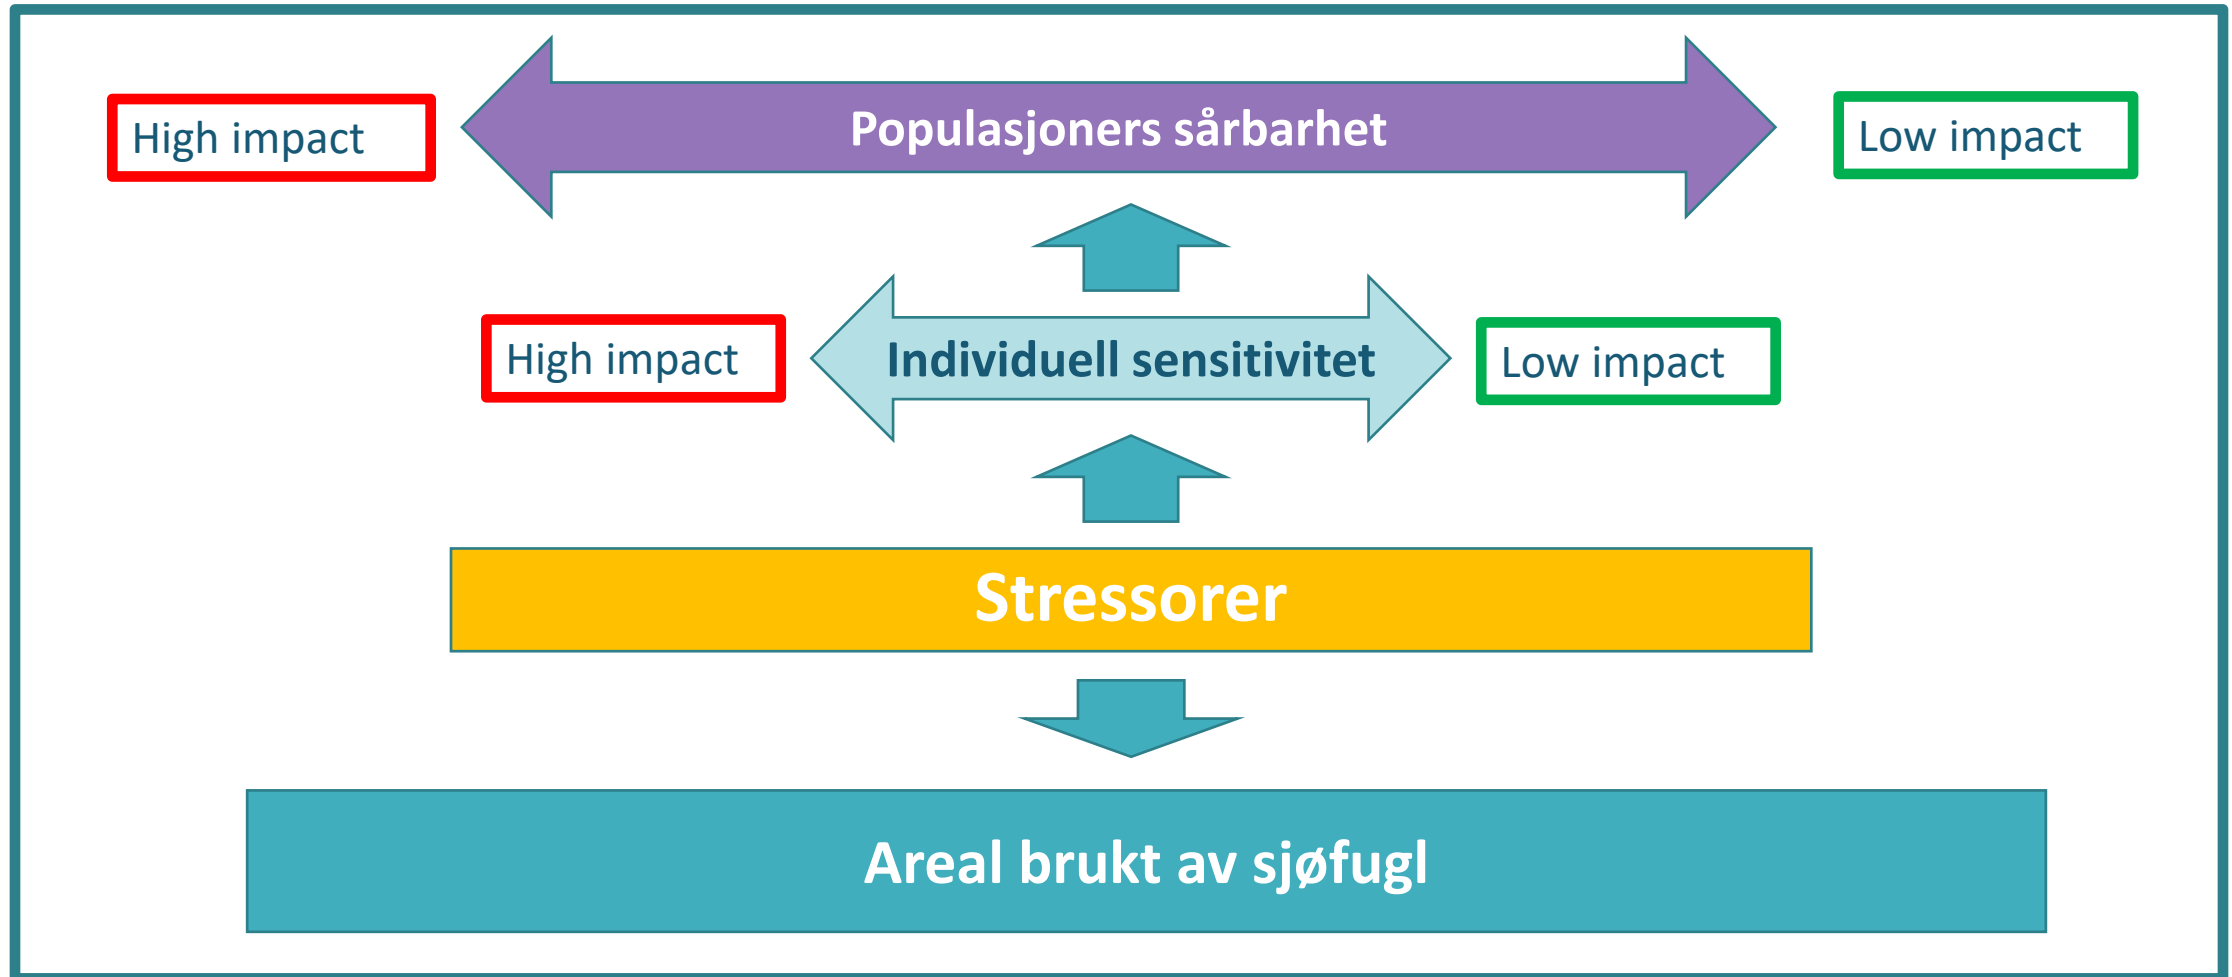 High impact
Populasjoners sårbarhet
Low impact
High impact
Individuell sensitivitet
Low impact
Stressorer
Areal brukt av sjøfugl